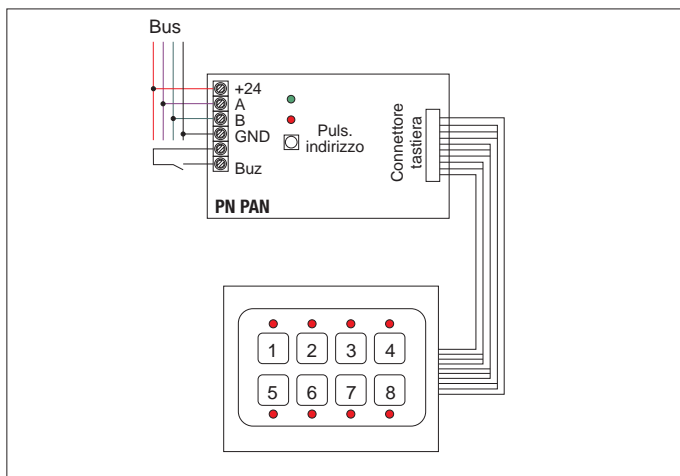 Bus
+24
A
B
GND
Buz
Puls.
indirizzo
Connettore
tastiera
PN PAN
1 2 3 4
5 6 7 8